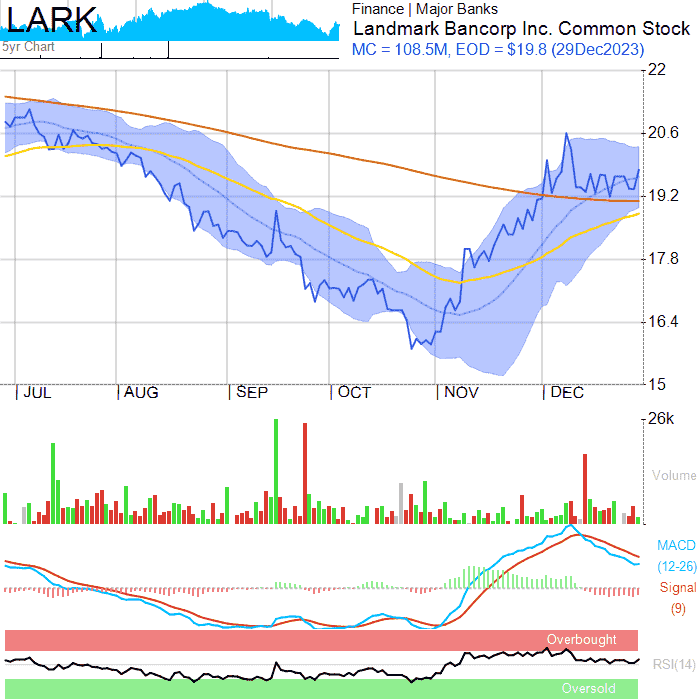 LARK
5yr Chart
Finance | Major Banks
Landmark Bancorp Inc. Common Stock
MC = 108.5M, EOD = $19.8 (29Dec2023)
22
20.6
19.2
17.8
16.4
15
JUL AUG SEP OCT NOV DEC
26k
Volume
MACD
(12-26)
Signal
(9)
Overbought
RSI(14)
Oversold